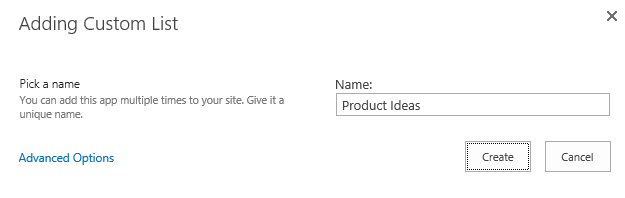 Adding Custom List
Pick a name
You can add this app multiple times to your site. Give it a
unique name.
Name:
Product Ideas
Advanced Options
Create
Cancel